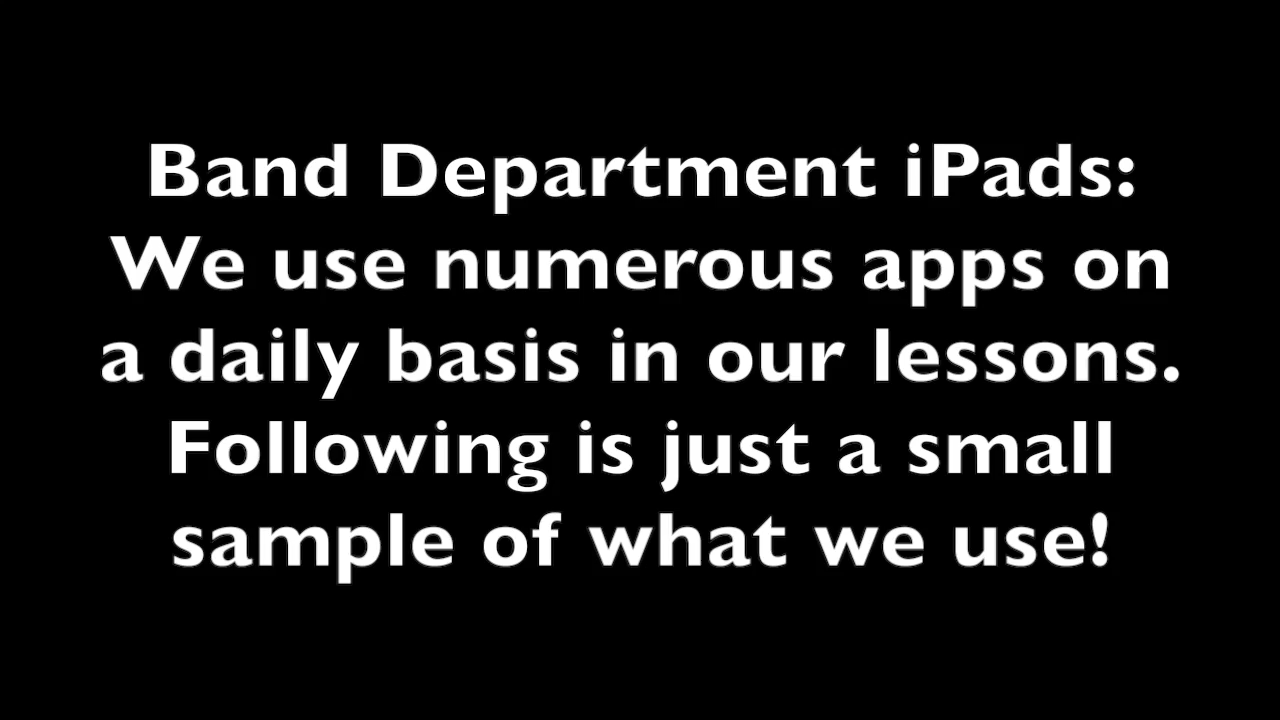 Band Department iPads:
We use numerous apps on
a daily basis in our lessons.
Following is just a small
sample of what we use!